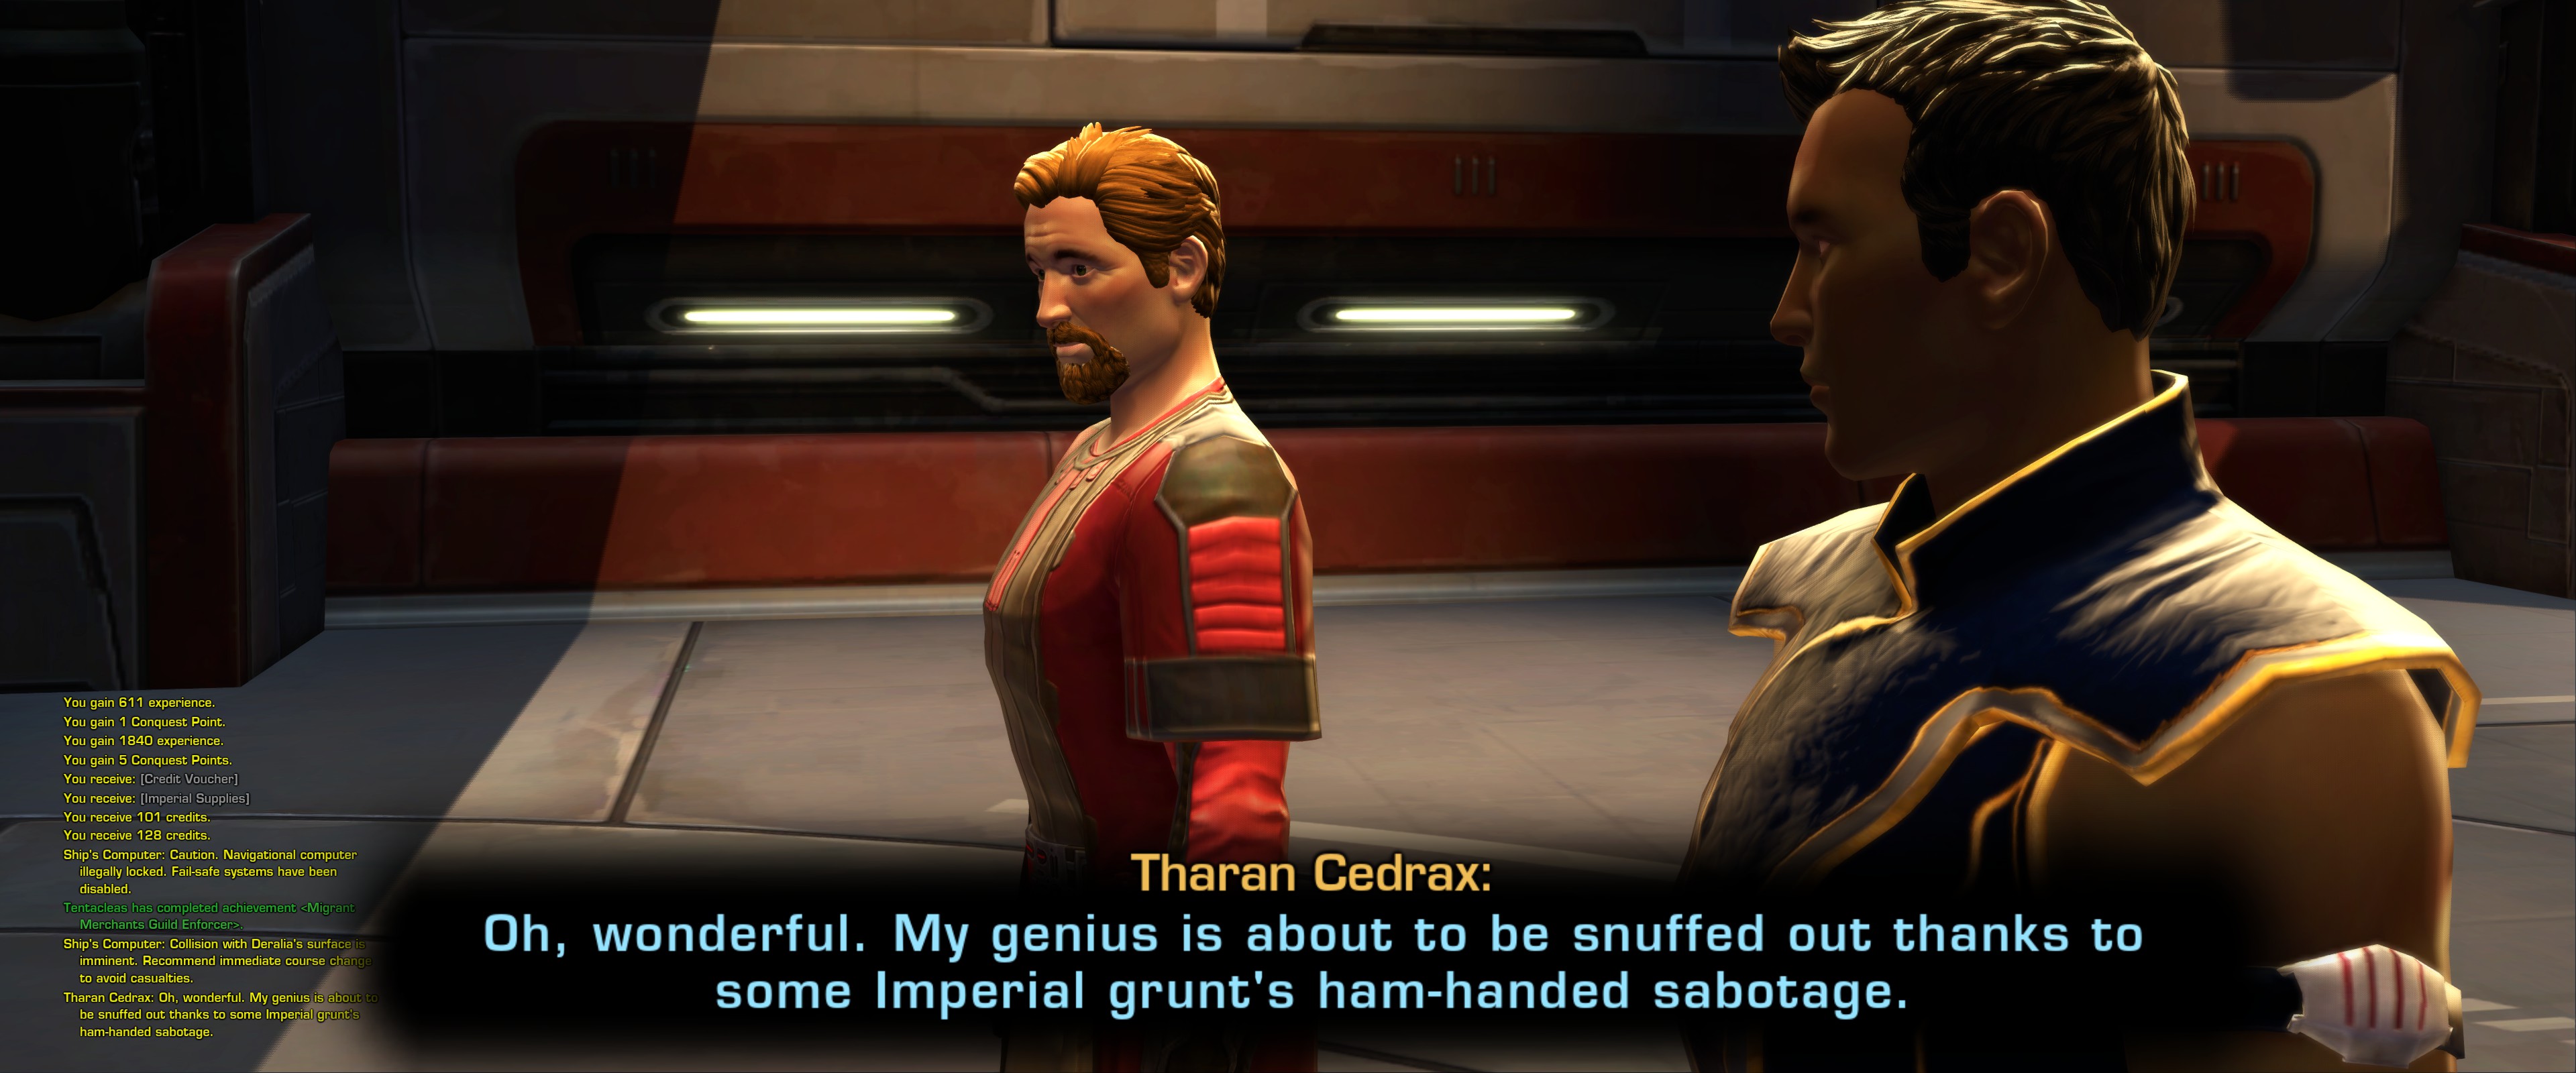 You gain 611 experience.
You gain 1 Conquest Point.
You gain 1840 experience.
You gain 5 Conquest Points.
You receive: [Credit Voucher]
You receive: [Imperial Supplies]
You receive 101 credits.
You receive 128 credits.
Ship's Computer: Caution. Navigational computer
illegally locked. Fail-safe systems have been
disabled.
Tentacleas has completed achievement <Migrant
Merchants Guild Enforcer>.
Ship's Computer: Collision with Deralia's surface is
imminent. Recommend immediate course change
to avoid casualties.
Tharan Cedrax: Oh, wonderful. My genius is about to
be snuffed out thanks to some Imperial grunt's
ham-handed sabotage.
Tharan Cedrax:
Oh, wonderful. My genius is about to be snuffed out thanks to
some Imperial grunt's ham-handed sabotage.